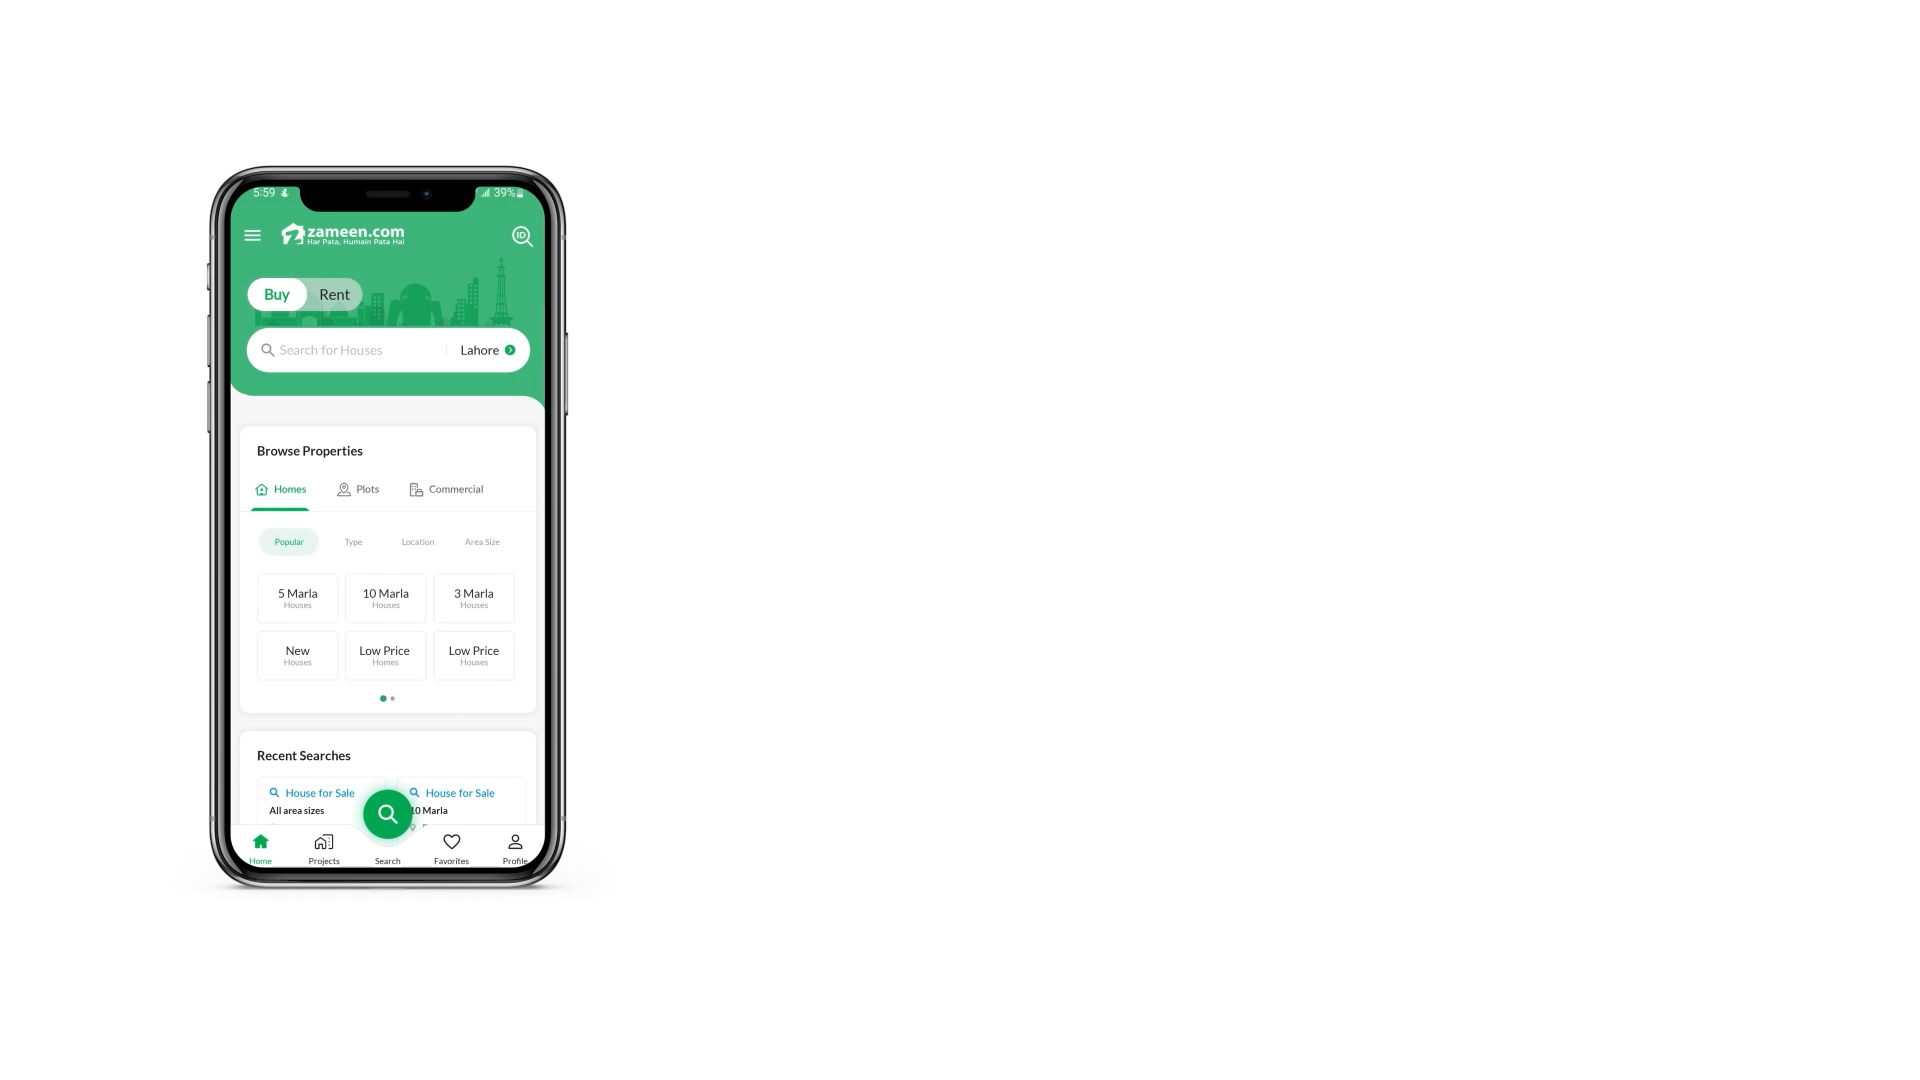 5:59
39%
zameen.com
Har Pata, Humain Pata Hai
ID
Buy
Rent
Search for Houses
Lahore
Browse Properties
Homes
Plots
Commercial
Popular
Type
Location
Area Size
5 Marla
Houses
10 Marla
Houses
3 Marla
Houses
New
Houses
Low Price
Homes
Low Price
Houses
Recent Searches
House for Sale
All area sizes
House for Sale
10 Marla
Home
Projects
Search
Favorites
Profile